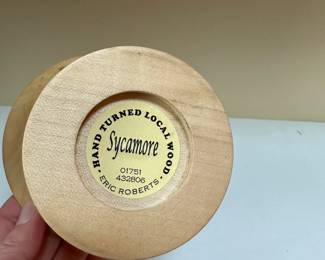 · HAND TURNED LOCAL WOOD ·
Sycamore
01751
432806
ERIC ROBERTS